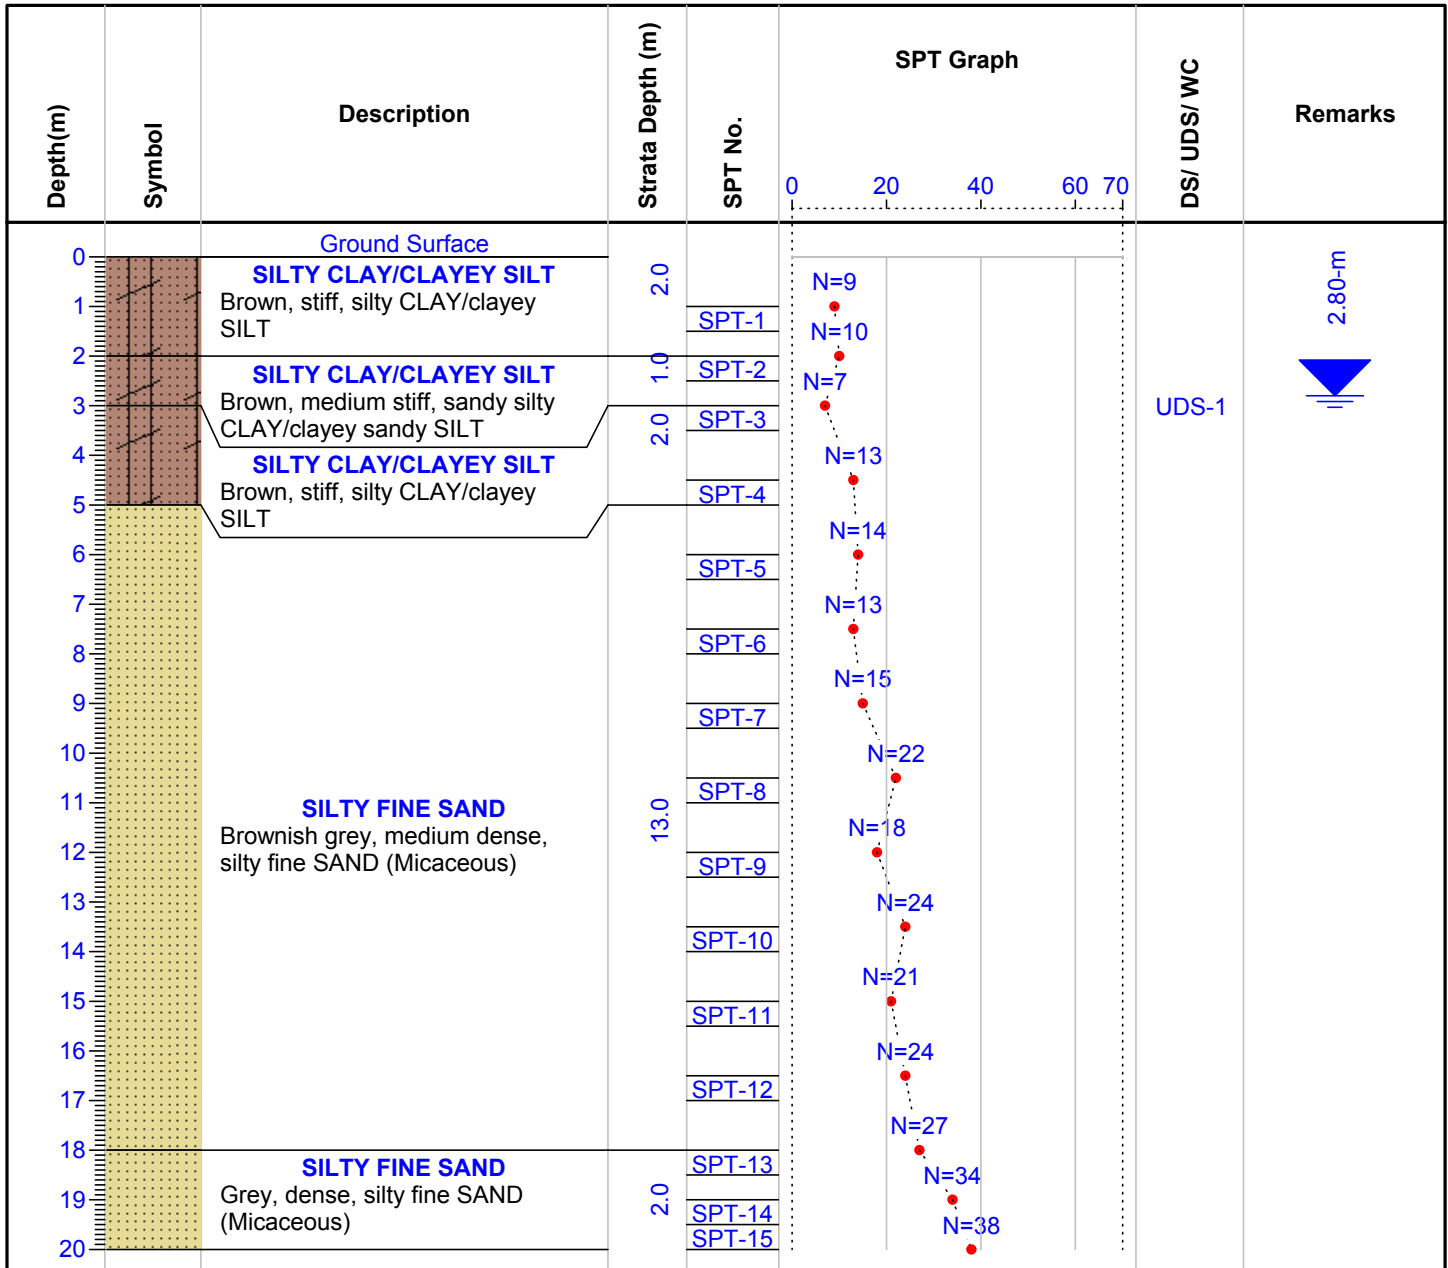 Depth(m)
Symbol
Description
Strata Depth (m)
SPT No.
SPT Graph
0 20 40 60 70
DS/ UDS/ WC
Remarks
Ground Surface
0
1
2
3
4
5
6
7
8
9
10
11
12
13
14
15
16
17
18
19
20
SILTY CLAY/CLAYEY SILT
Brown, stiff, silty CLAY/clayey
SILT
SILTY CLAY/CLAYEY SILT
Brown, medium stiff, sandy silty
CLAY/clayey sandy SILT
SILTY CLAY/CLAYEY SILT
Brown, stiff, silty CLAY/clayey
SILT
SILTY FINE SAND
Brownish grey, medium dense,
silty fine SAND (Micaceous)
SILTY FINE SAND
Grey, dense, silty fine SAND
(Micaceous)
2.0
1.0
2.0
13.0
2.0
SPT-1
SPT-2
SPT-3
SPT-4
SPT-5
SPT-6
SPT-7
SPT-8
SPT-9
SPT-10
SPT-11
SPT-12
SPT-13
SPT-14
SPT-15
N=9
N=10
N=7
N=13
N=14
N=13
N=15
N=22
N=18
N=24
N=21
N=24
N=27
N=34
N=38
UDS-1
2.80-m